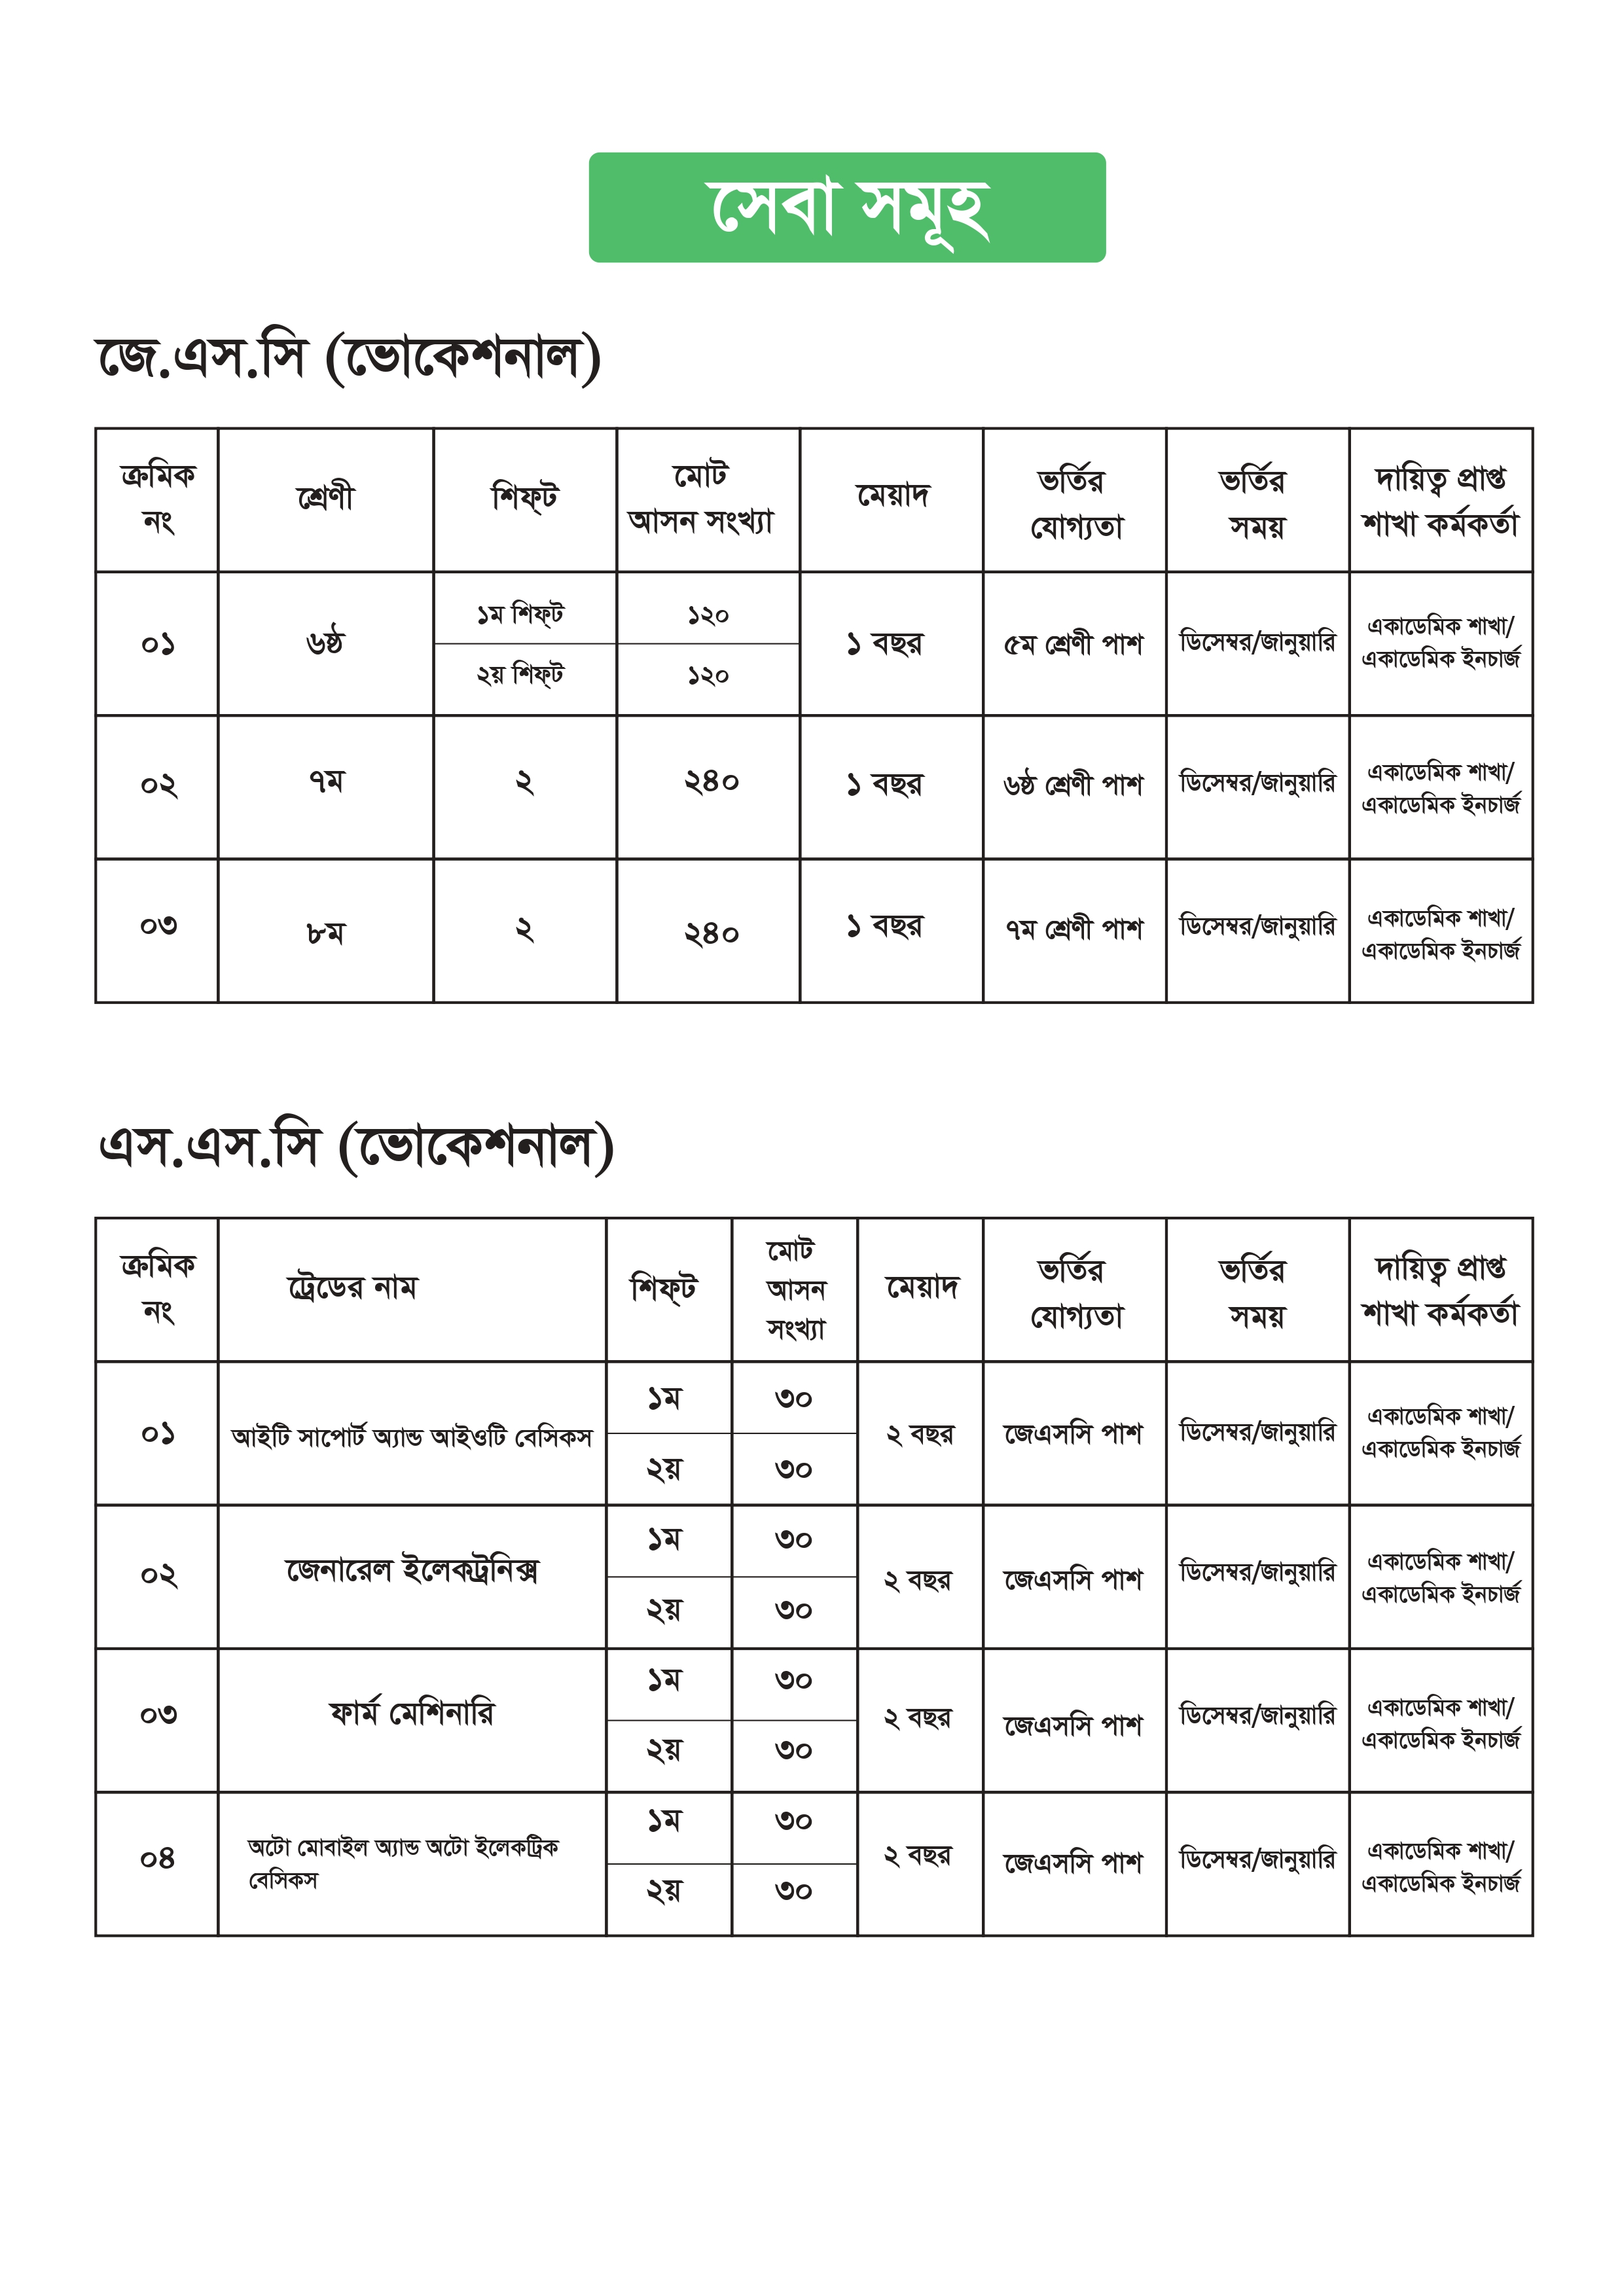 সেবা সমূহ
জে.এস.সি (ভোকেশনাল)
ক্রমিক নং	শ্রেণী	শিফ্ট	মোট আসন সংখ্যা	মেয়াদ	ভর্তির যোগ্যতা	ভর্তির সময়	দায়িত্ব প্রাপ্ত শাখা কর্মকর্তা
০১	৬ষ্ঠ	১ম শিফ্ট	১২০	১ বছর	৫ম শ্রেণী পাশ	ডিসেম্বর/জানুয়ারি	একাডেমিক শাখা/ একাডেমিক ইনচার্জ
২য় শিফ্ট	১২০
০২	৭ম	২	২৪০	১ বছর	৬ষ্ঠ শ্রেণী পাশ	ডিসেম্বর/জানুয়ারি	একাডেমিক শাখা/ একাডেমিক ইনচার্জ
০৩	৮ম	২	২৪০	১ বছর	৭ম শ্রেণী পাশ	ডিসেম্বর/জানুয়ারি	একাডেমিক শাখা/ একাডেমিক ইনচার্জ
এস.এস.সি (ভোকেশনাল)
ক্রমিক নং	ট্রেডের নাম	শিফ্ট	মোট আসন সংখ্যা	মেয়াদ	ভর্তির যোগ্যতা	ভর্তির সময়	দায়িত্ব প্রাপ্ত শাখা কর্মকর্তা
০১	আইটি সাপোর্ট অ্যান্ড আইওটি বেসিকস	১ম	৩০	২ বছর	জেএসসি পাশ	ডিসেম্বর/জানুয়ারি	একাডেমিক শাখা/ একাডেমিক ইনচার্জ
২য়	৩০
০২	জেনারেল ইলেকট্রনিক্স	১ম	৩০	২ বছর	জেএসসি পাশ	ডিসেম্বর/জানুয়ারি	একাডেমিক শাখা/ একাডেমিক ইনচার্জ
২য়	৩০
০৩	ফার্ম মেশিনারি	১ম	৩০	২ বছর	জেএসসি পাশ	ডিসেম্বর/জানুয়ারি	একাডেমিক শাখা/ একাডেমিক ইনচার্জ
২য়	৩০
০৪	অটো মোবাইল অ্যান্ড অটো ইলেকট্রিক বেসিকস	১ম	৩০	২ বছর	জেএসসি পাশ	ডিসেম্বর/জানুয়ারি	একাডেমিক শাখা/ একাডেমিক ইনচার্জ
২য়	৩০